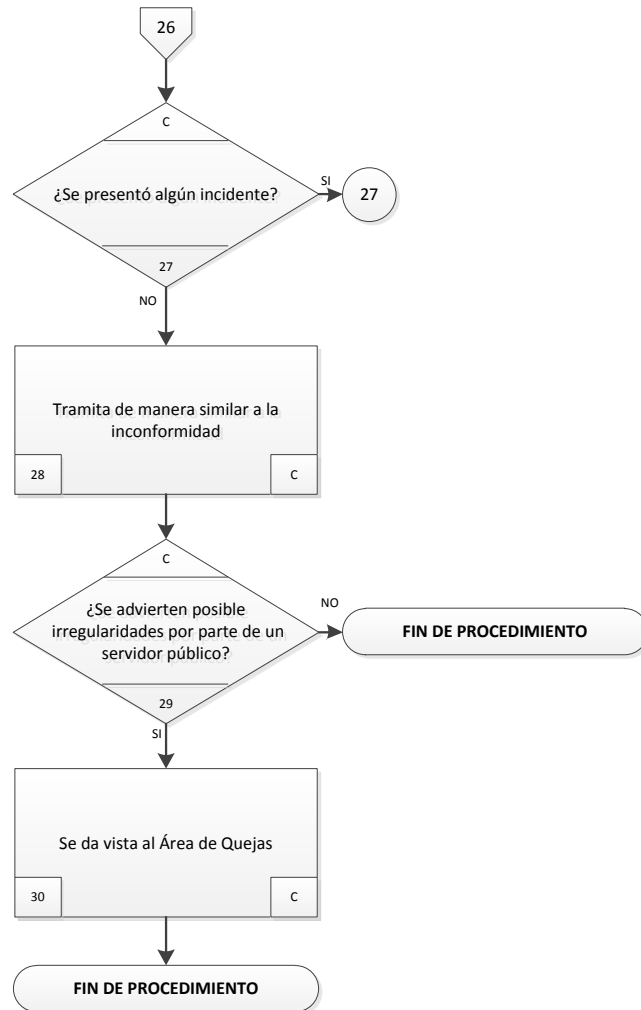 26
C
¿Se presentó algún incidente?
SI
27
27
NO
Tramita de manera similar a la
inconformidad
28
C
C
¿Se advierten posible
irregularidades por parte de un
servidor público?
NO
FIN DE PROCEDIMIENTO
29
SI
Se da vista al Área de Quejas
30
C
FIN DE PROCEDIMIENTO